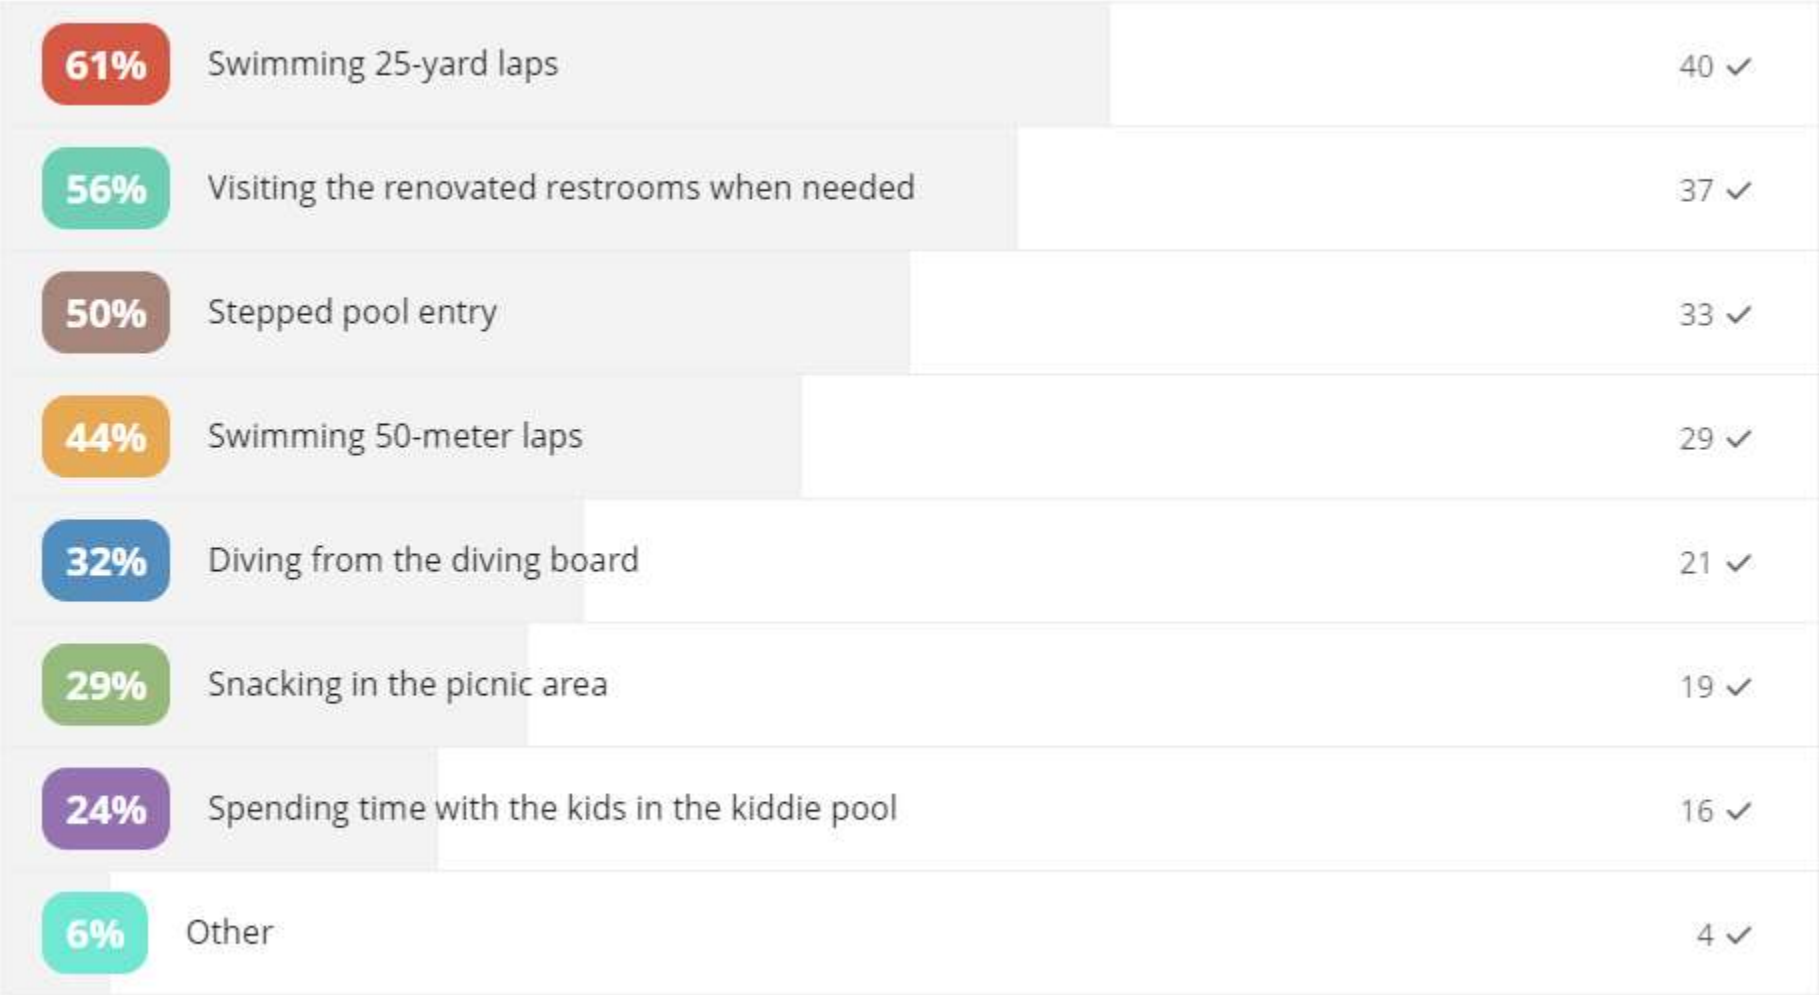 61% Swimming 25-yard laps 40 ✓
56% Visiting the renovated restrooms when needed 37 ✓
50% Stepped pool entry 33 ✓
44% Swimming 50-meter laps 29 ✓
32% Diving from the diving board 21 ✓
29% Snacking in the picnic area 19 ✓
24% Spending time with the kids in the kiddie pool 16 ✓
6% Other 4 ✓